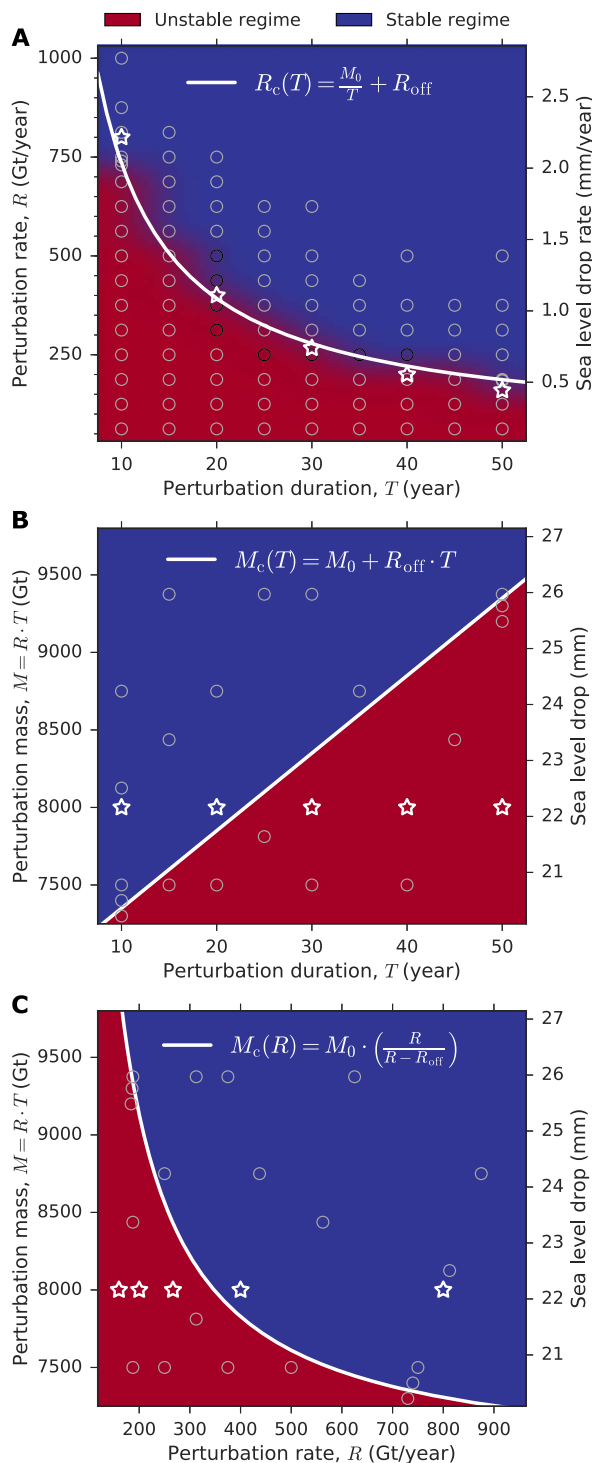 Unstable regime Stable regime
A
R_c(T) = M_0/T + R_off
1000
750
500
250
Perturbation rate, R (Gt/year)
2.5
2.0
1.5
1.0
0.5
Sea level drop rate (mm/year)
10 20 30 40 50
Perturbation duration, T (year)
B
M_c(T) = M_0 + R_off · T
9500
9000
8500
8000
7500
Perturbation mass, M = R · T (Gt)
27
26
25
24
23
22
21
Sea level drop (mm)
10 20 30 40 50
Perturbation duration, T (year)
C
M_c(R) = M_0 · (R/(R − R_off))
9500
9000
8500
8000
7500
Perturbation mass, M = R · T (Gt)
27
26
25
24
23
22
21
20
Sea level drop (mm)
200 300 400 500 600 700 800 900
Perturbation rate, R (Gt/year)